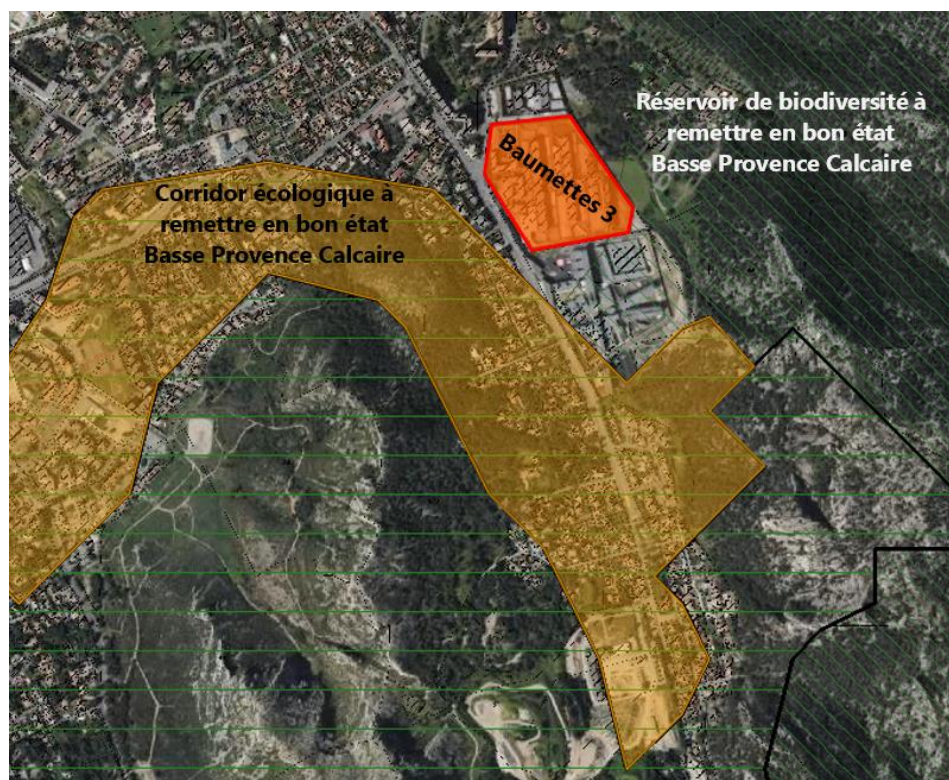 Réservoir de biodiversité à
remettre en bon état
Basse Provence Calcaire
Baumettes 3
Corridor écologique à
remettre en bon état
Basse Provence Calcaire